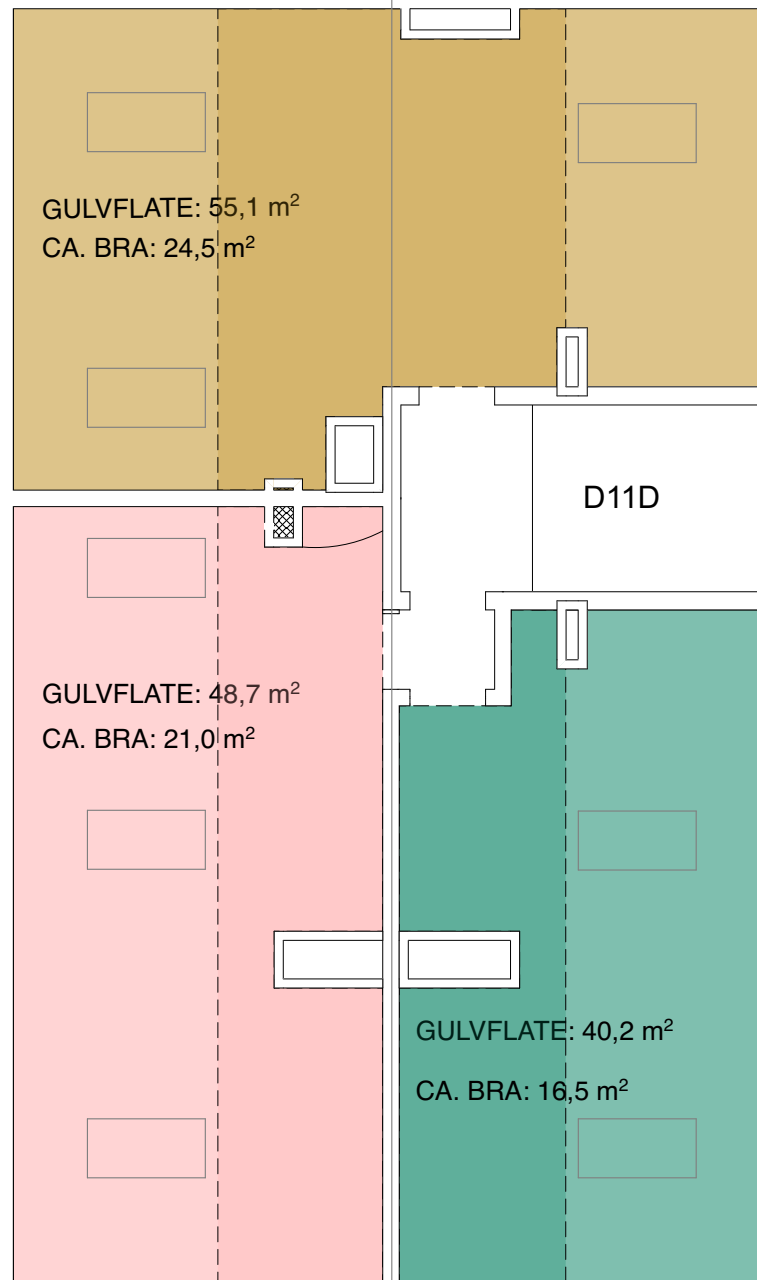 GULVFLATE: 55,1 m²
CA. BRA: 24,5 m²
D11D
GULVFLATE: 48,7 m²
CA. BRA: 21,0 m²
GULVFLATE: 40,2 m²
CA. BRA: 16,5 m²